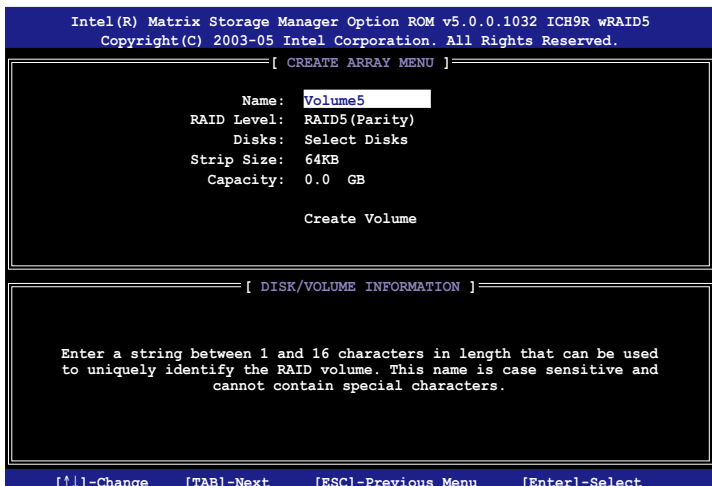 Intel(R) Matrix Storage Manager Option ROM v5.0.0.1032 ICH9R wRAID5
Copyright(C) 2003-05 Intel Corporation. All Rights Reserved.
[ CREATE ARRAY MENU ]
Name: Volume5
RAID Level: RAID5(Parity)
Disks: Select Disks
Strip Size: 64KB
Capacity: 0.0 GB
Create Volume
[ DISK/VOLUME INFORMATION ]
Enter a string between 1 and 16 characters in length that can be used
to uniquely identify the RAID volume. This name is case sensitive and
cannot contain special characters.
[↑↓]-Change [TAB]-Next [ESC]-Previous Menu [Enter]-Select